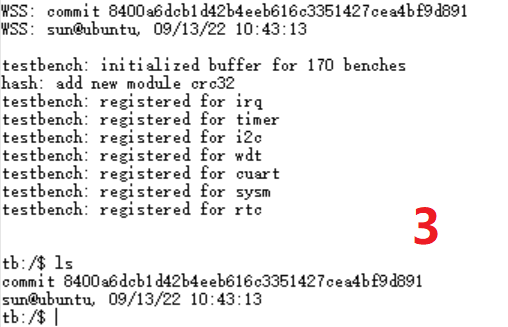 WSS: commit 8400a6dcb1d42b4eeb616c3351427cea4bf9d891
WSS: sun@ubuntu, 09/13/22 10:43:13
testbench: initialized buffer for 170 benches
hash: add new module crc32
testbench: registered for irq
testbench: registered for timer
testbench: registered for i2c
testbench: registered for wdt
testbench: registered for cuart
testbench: registered for sysm
testbench: registered for rtc
3
tb:/$ ls
commit 8400a6dcb1d42b4eeb616c3351427cea4bf9d891
sun@ubuntu, 09/13/22 10:43:13
tb:/$